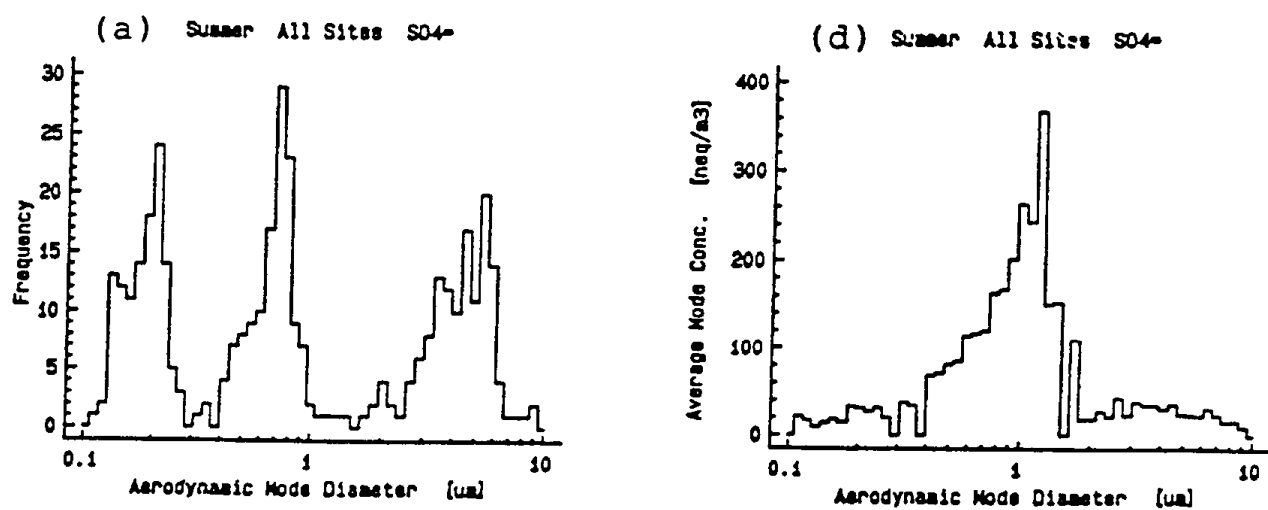 (a) Summer All Sites SO4=
30
25
20
15
10
5
0
Frequency
0.1 1 10
Aerodynamic Mode Diameter [um]
(d) Summer All Sites SO4=
400
300
200
100
0
Average Mode Conc. [neq/m3]
0.1 1 10
Aerodynamic Mode Diameter [um]